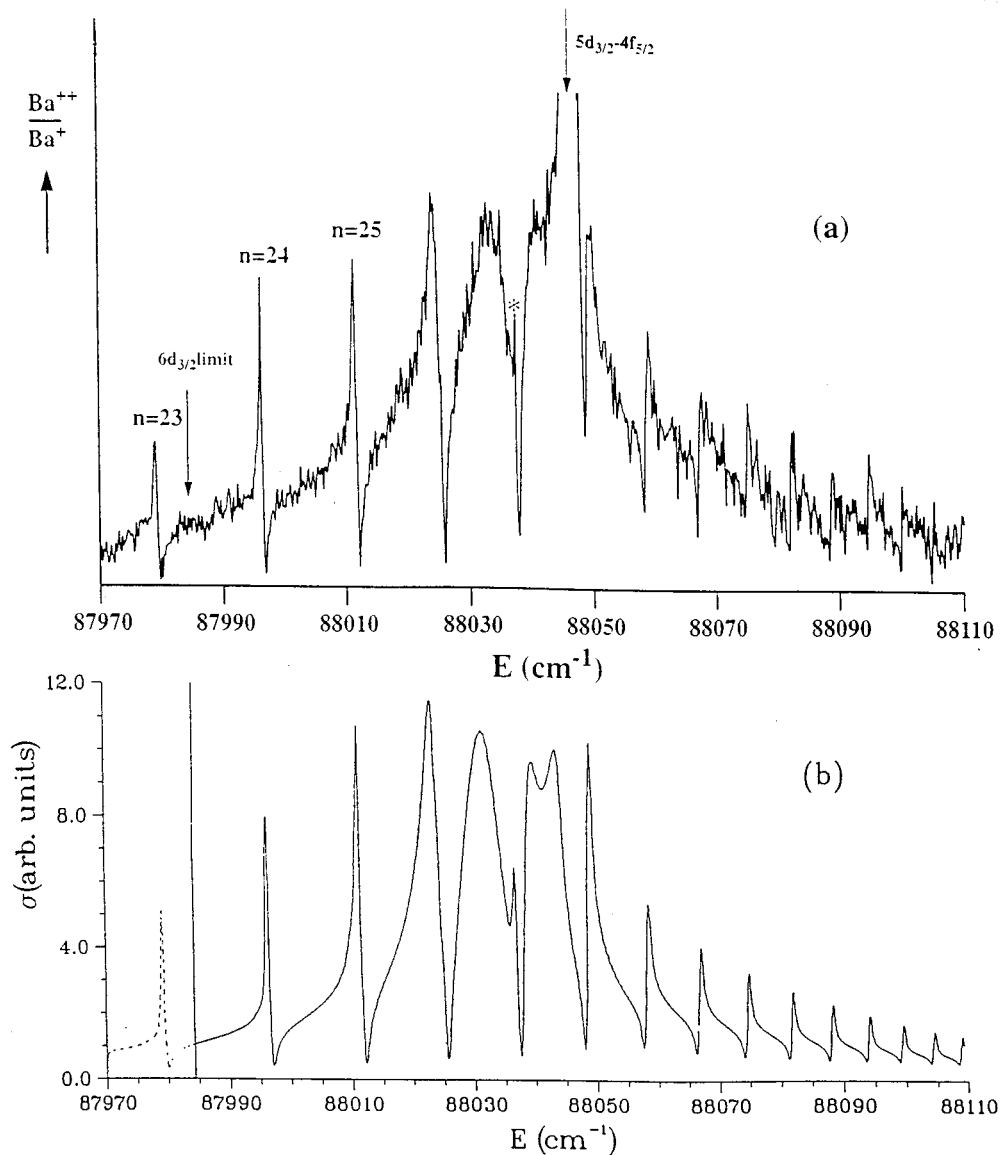 5d3/2-4f5/2
Ba++
Ba+
(a)
n=25
n=24
*
6d3/2limit
n=23
87970 87990 88010 88030 88050 88070 88090 88110
E (cm-1)
12.0
(b)
8.0
σ(arb. units)
4.0
0.0
87970 87990 88010 88030 88050 88070 88090 88110
E (cm-1)